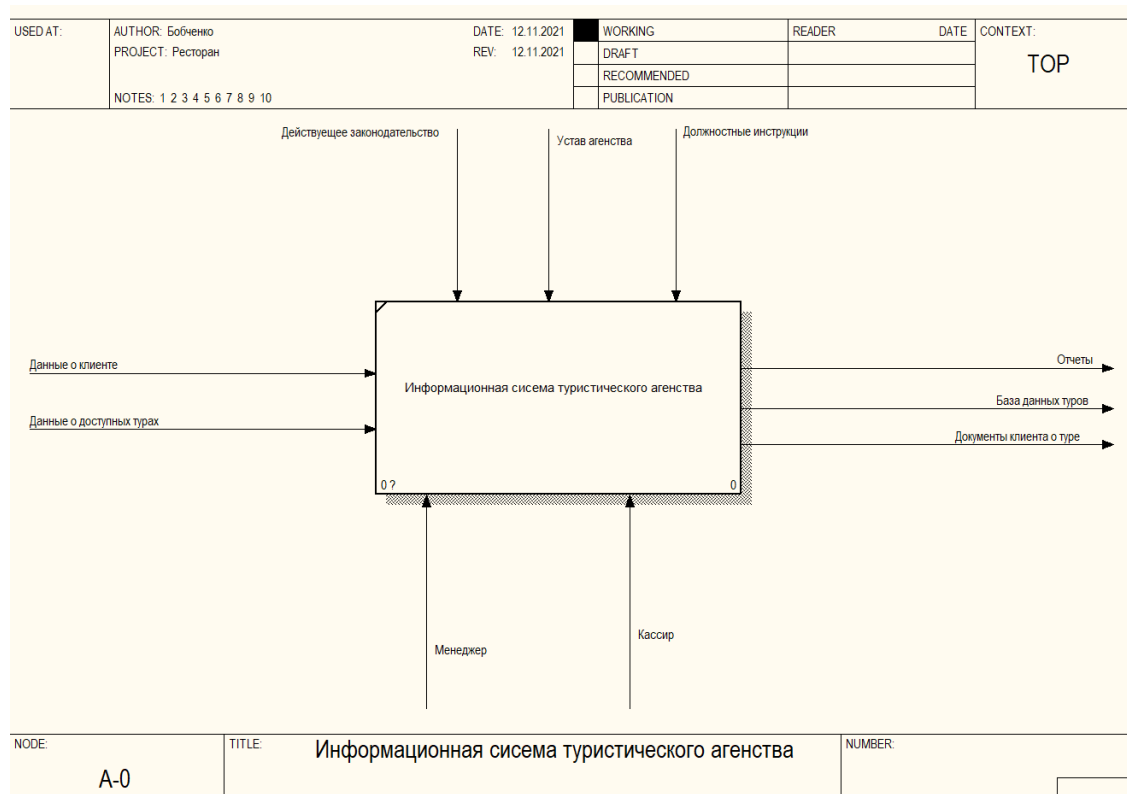 USED AT:
AUTHOR: Бобченко
DATE: 12.11.2021
WORKING
READER
DATE
CONTEXT:
PROJECT: Ресторан
REV: 12.11.2021
DRAFT
TOP
RECOMMENDED
NOTES: 1 2 3 4 5 6 7 8 9 10
PUBLICATION
Действущее законодательство
Устав агенства
Должностные инструкции
Данные о клиенте
Данные о доступных турах
Информационная сисема туристического агенства
0 ?
0
Отчеты
База данных туров
Документы клиента о туре
Менеджер
Кассир
NODE:
A-0
TITLE:
Информационная сисема туристического агенства
NUMBER: